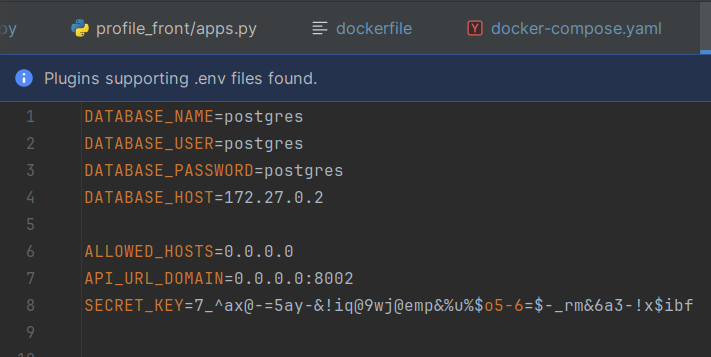 py profile_front/apps.py dockerfile docker-compose.yaml
Plugins supporting .env files found.
1 DATABASE_NAME=postgres
2 DATABASE_USER=postgres
3 DATABASE_PASSWORD=postgres
4 DATABASE_HOST=172.27.0.2
5
6 ALLOWED_HOSTS=0.0.0.0
7 API_URL_DOMAIN=0.0.0.0:8002
8 SECRET_KEY=7_^ax@-=5ay-&!iq@9wj@emp&%u%$o5-6=$-_rm&6a3-!x$ibf
9
10